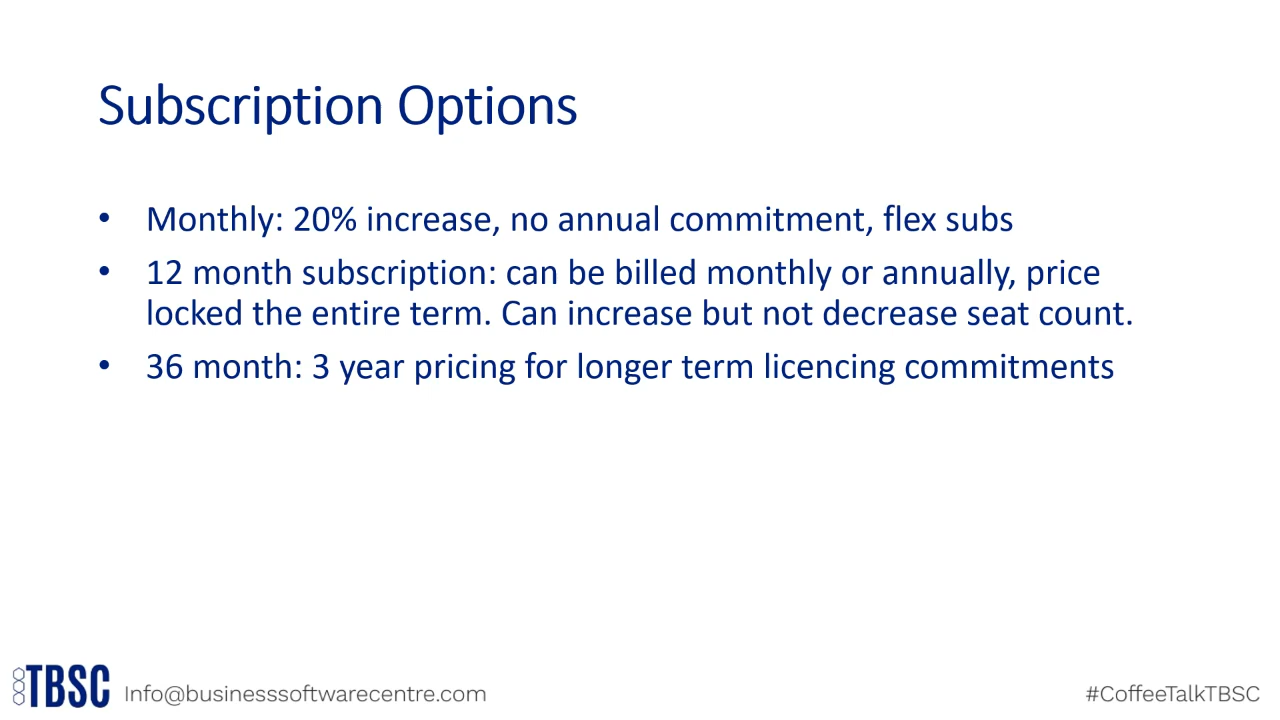 Subscription Options
• Monthly: 20% increase, no annual commitment, flex subs
• 12 month subscription: can be billed monthly or annually, price
locked the entire term. Can increase but not decrease seat count.
• 36 month: 3 year pricing for longer term licencing commitments
TBSC Info@businesssoftwarecentre.com
#CoffeeTalkTBSC